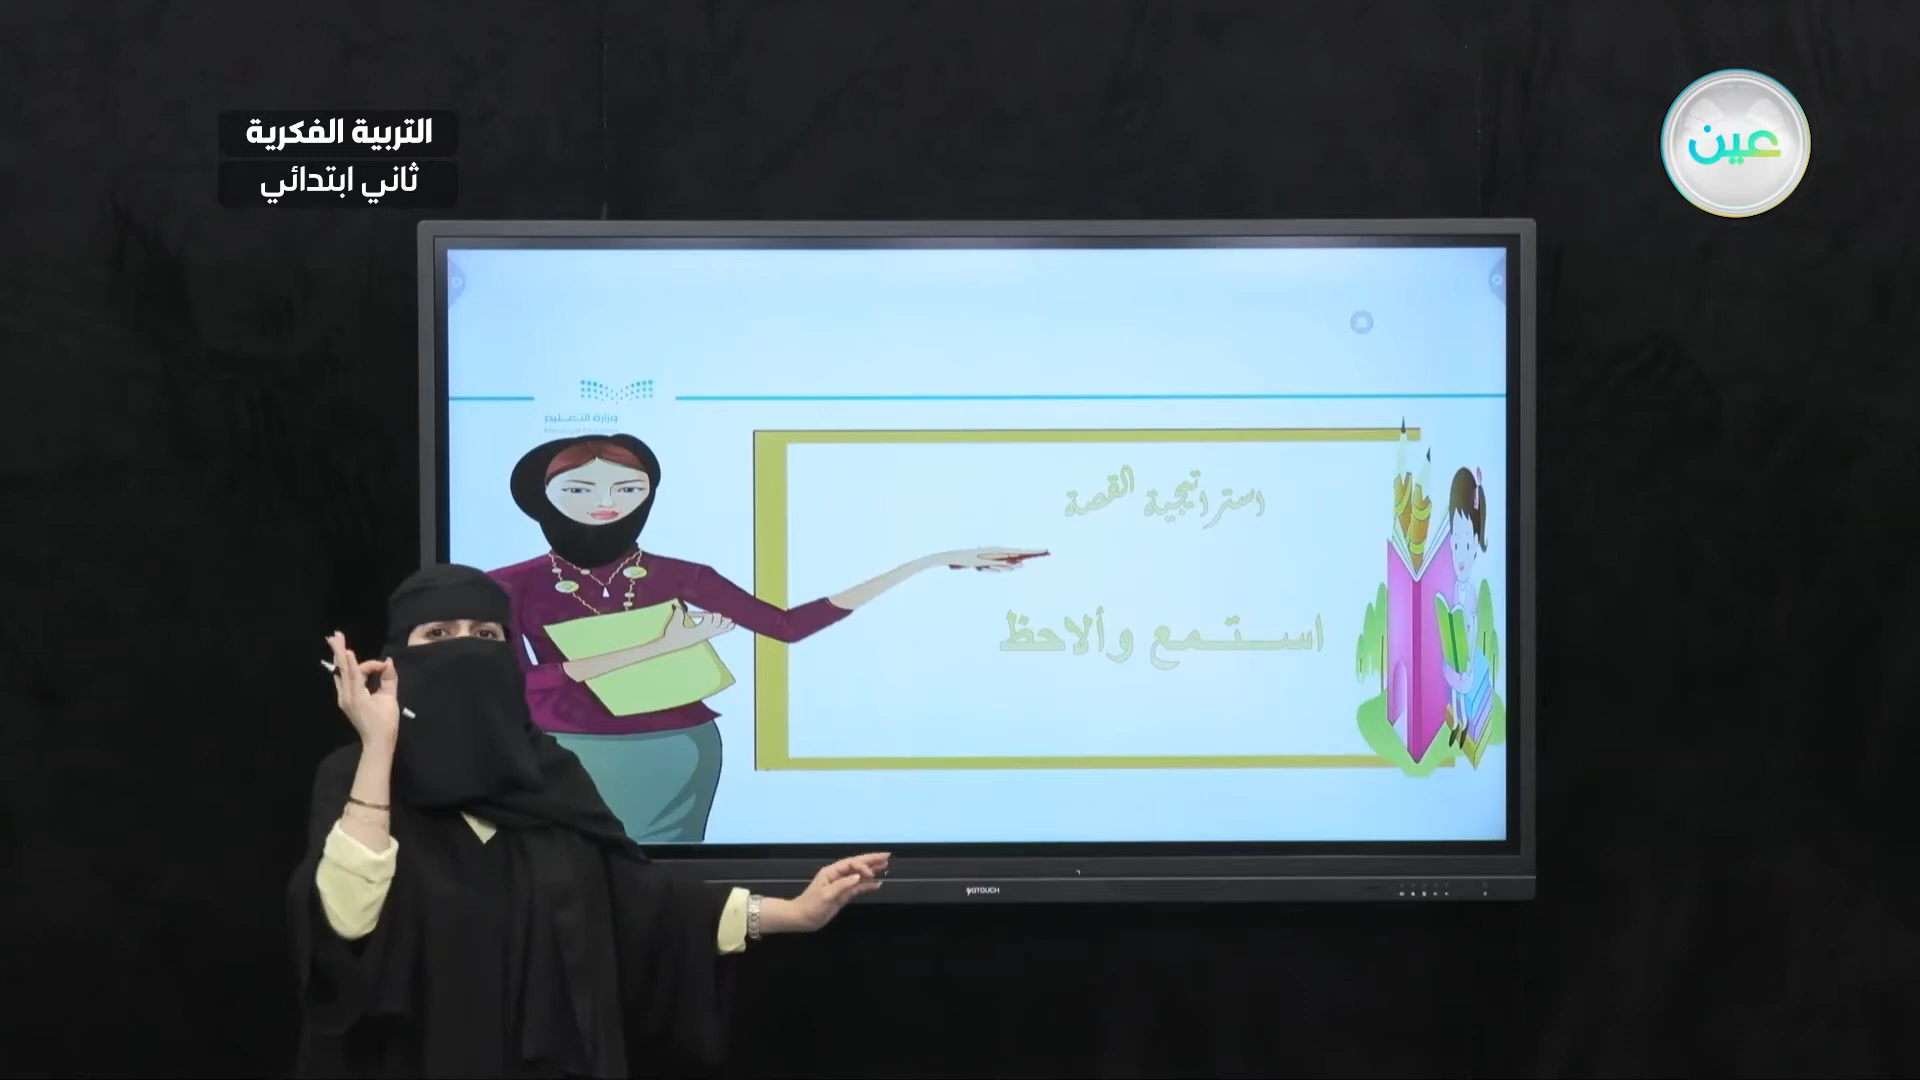 التربية الفكرية
ثاني ابتدائي
عين
وزارة التعليم
استراتيجية القصة
استمع وألاحظ